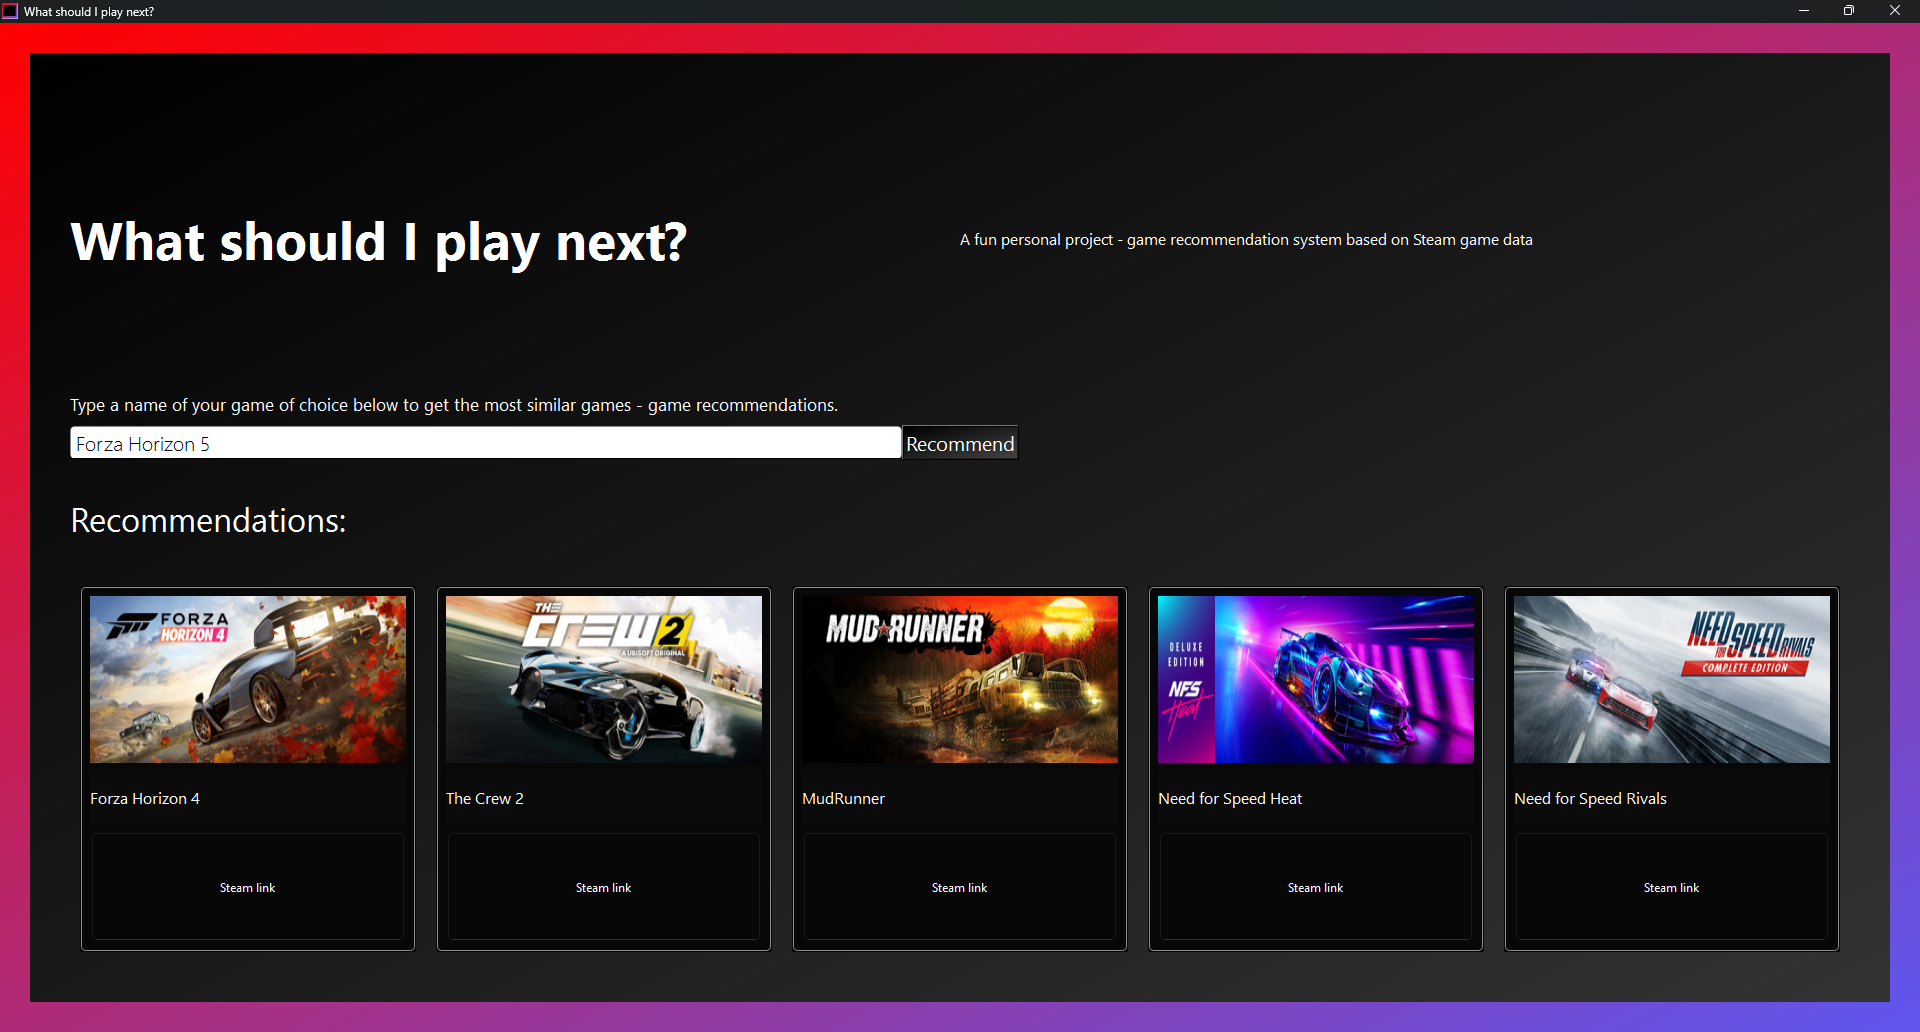 What should I play next?
What should I play next?
A fun personal project - game recommendation system based on Steam game data
Type a name of your game of choice below to get the most similar games - game recommendations.
Forza Horizon 5
Recommend
Recommendations:
FORZA
HORIZON 4
THE
CREW 2
A UBISOFT ORIGINAL
MUDRUNNER
DELUXE
EDITION
NFS
Heat
NEED
FOR SPEED RIVALS
COMPLETE EDITION
Forza Horizon 4
The Crew 2
MudRunner
Need for Speed Heat
Need for Speed Rivals
Steam link
Steam link
Steam link
Steam link
Steam link